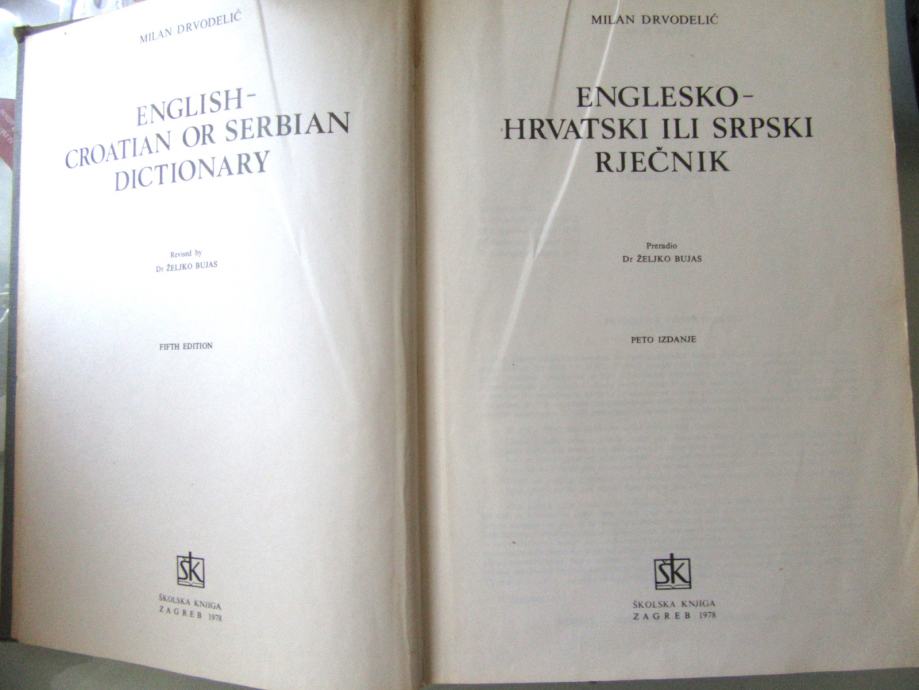 MILAN DRVODELIĆ
ENGLISH-
CROATIAN OR SERBIAN
DICTIONARY
Revised by
Dr ŽELJKO BUJAS
FIFTH EDITION
ŠK
ŠKOLSKA KNJIGA
ZAGREB 1978
MILAN DRVODELIĆ
ENGLESKO-
HRVATSKI ILI SRPSKI
RJEČNIK
Preradio
Dr ŽELJKO BUJAS
PETO IZDANJE
ŠK
ŠKOLSKA KNJIGA
ZAGREB 1978